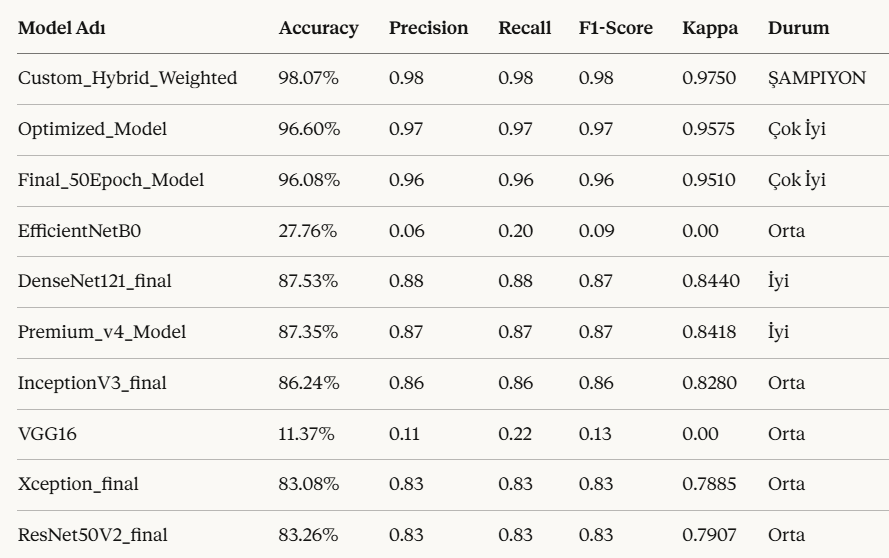 Model Adı Accuracy Precision Recall F1-Score Kappa Durum
Custom_Hybrid_Weighted 98.07% 0.98 0.98 0.98 0.9750 ŞAMPIYON
Optimized_Model 96.60% 0.97 0.97 0.97 0.9575 Çok İyi
Final_50Epoch_Model 96.08% 0.96 0.96 0.96 0.9510 Çok İyi
EfficientNetB0 27.76% 0.06 0.20 0.09 0.00 Orta
DenseNet121_final 87.53% 0.88 0.88 0.87 0.8440 İyi
Premium_v4_Model 87.35% 0.87 0.87 0.87 0.8418 İyi
InceptionV3_final 86.24% 0.86 0.86 0.86 0.8280 Orta
VGG16 11.37% 0.11 0.22 0.13 0.00 Orta
Xception_final 83.08% 0.83 0.83 0.83 0.7885 Orta
ResNet50V2_final 83.26% 0.83 0.83 0.83 0.7907 Orta